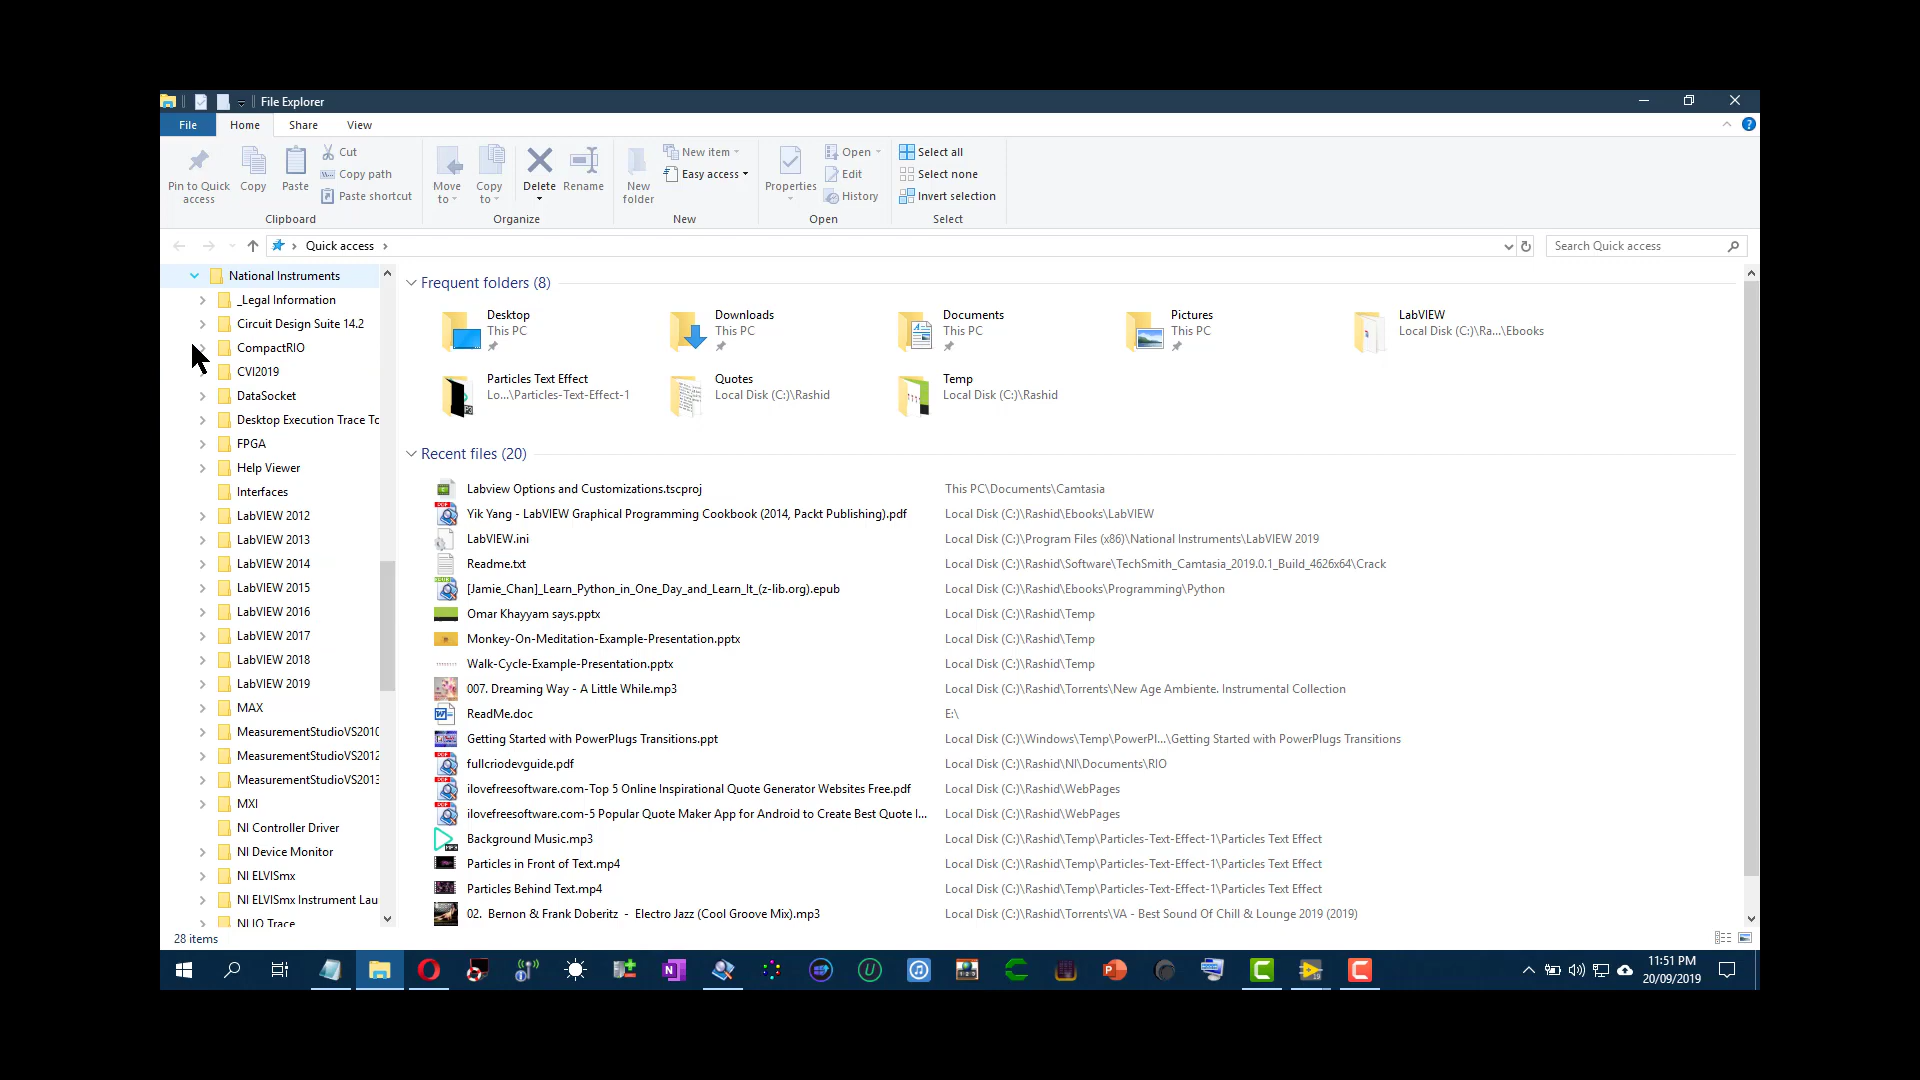 File Explorer
File Home Share View
Pin to Quick access
Copy
Paste
Cut
Copy path
Paste shortcut
Clipboard
Move to
Copy to
Delete
Rename
Organize
New folder
New item
Easy access
New
Properties
Open
Edit
History
Open
Select all
Select none
Invert selection
Select
Quick access
Search Quick access
National Instruments
_Legal Information
Circuit Design Suite 14.2
CompactRIO
CVI2019
DataSocket
Desktop Execution Trace To
FPGA
Help Viewer
Interfaces
LabVIEW 2012
LabVIEW 2013
LabVIEW 2014
LabVIEW 2015
LabVIEW 2016
LabVIEW 2017
LabVIEW 2018
LabVIEW 2019
MAX
MeasurementStudioVS2010
MeasurementStudioVS2012
MeasurementStudioVS2013
MXI
NI Controller Driver
NI Device Monitor
NI ELVISmx
NI ELVISmx Instrument Lau
NI IO Trace
Frequent folders (8)
Desktop
This PC
Downloads
This PC
Documents
This PC
Pictures
This PC
LabVIEW
Local Disk (C:)\Ra...\Ebooks
Particles Text Effect
Lo...\Particles-Text-Effect-1
Quotes
Local Disk (C:)\Rashid
Temp
Local Disk (C:)\Rashid
Recent files (20)
Labview Options and Customizations.tscproj This PC\Documents\Camtasia
Yik Yang - LabVIEW Graphical Programming Cookbook (2014, Packt Publishing).pdf Local Disk (C:)\Rashid\Ebooks\LabVIEW
LabVIEW.ini Local Disk (C:)\Program Files (x86)\National Instruments\LabVIEW 2019
Readme.txt Local Disk (C:)\Rashid\Software\TechSmith_Camtasia_2019.0.1_Build_4626x64\Crack
[Jamie_Chan]_Learn_Python_in_One_Day_and_Learn_It_(z-lib.org).epub Local Disk (C:)\Rashid\Ebooks\Programming\Python
Omar Khayyam says.pptx Local Disk (C:)\Rashid\Temp
Monkey-On-Meditation-Example-Presentation.pptx Local Disk (C:)\Rashid\Temp
Walk-Cycle-Example-Presentation.pptx Local Disk (C:)\Rashid\Temp
007. Dreaming Way - A Little While.mp3 Local Disk (C:)\Rashid\Torrents\New Age Ambiente. Instrumental Collection
ReadMe.doc E:\
Getting Started with PowerPlugs Transitions.ppt Local Disk (C:)\Windows\Temp\PowerPl...\Getting Started with PowerPlugs Transitions
fullcriodevguide.pdf Local Disk (C:)\Rashid\NI\Documents\RIO
ilovefreesoftware.com-Top 5 Online Inspirational Quote Generator Websites Free.pdf Local Disk (C:)\Rashid\WebPages
ilovefreesoftware.com-5 Popular Quote Maker App for Android to Create Best Quote I... Local Disk (C:)\Rashid\WebPages
Background Music.mp3 Local Disk (C:)\Rashid\Temp\Particles-Text-Effect-1\Particles Text Effect
Particles in Front of Text.mp4 Local Disk (C:)\Rashid\Temp\Particles-Text-Effect-1\Particles Text Effect
Particles Behind Text.mp4 Local Disk (C:)\Rashid\Temp\Particles-Text-Effect-1\Particles Text Effect
02. Bernon & Frank Doberitz - Electro Jazz (Cool Groove Mix).mp3 Local Disk (C:)\Rashid\Torrents\VA - Best Sound Of Chill & Lounge 2019 (2019)
28 items
11:51 PM
20/09/2019